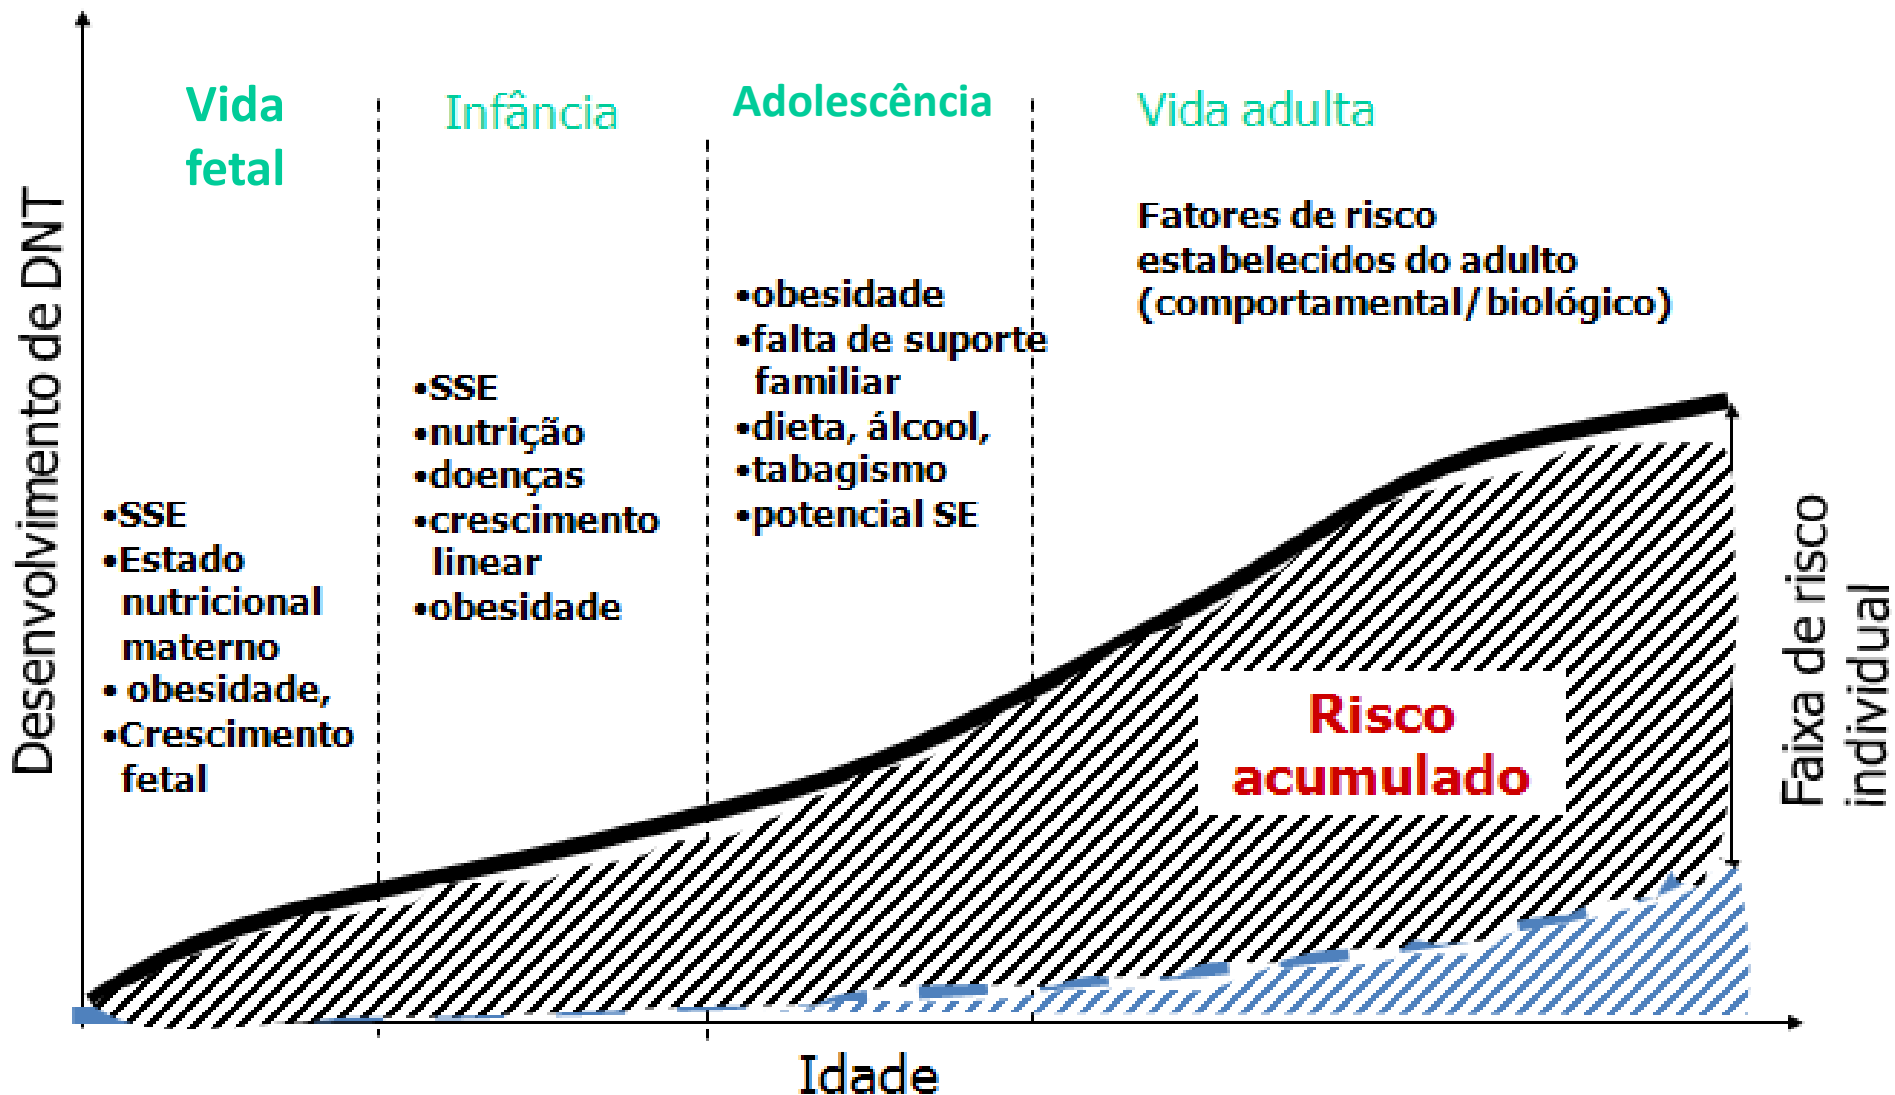 Desenvolvimento de DNT
Vida
fetal
•SSE
•Estado
nutricional
materno
• obesidade,
•Crescimento
fetal
Infância
•SSE
•nutrição
•doenças
•crescimento
linear
•obesidade
Adolescência
•obesidade
•falta de suporte
familiar
•dieta, álcool,
•tabagismo
•potencial SE
Vida adulta
Fatores de risco
estabelecidos do adulto
(comportamental/biológico)
Risco
acumulado
Faixa de risco
individual
Idade